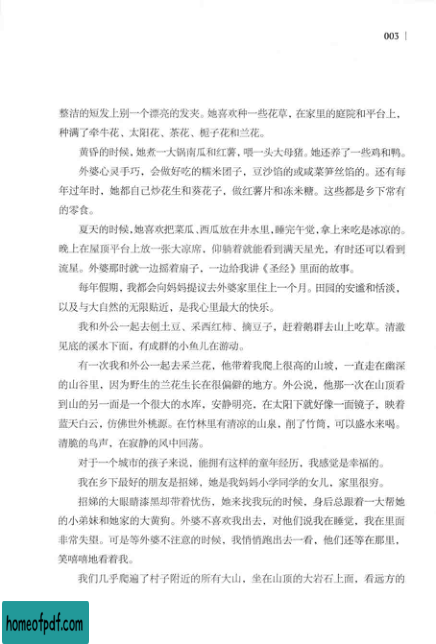 003
整洁的短发上别一个漂亮的发夹。她喜欢种一些花草，在家里的庭院和平台上，
种满了牵牛花、太阳花、茶花、栀子花和兰花。
黄昏的时候，她煮一大锅南瓜和红薯，喂一头大母猪。她还养了一些鸡和鸭。
外婆心灵手巧，会做好吃的糯米团子，豆沙馅的或咸菜笋丝馅的。还有每
年过年时，她都自己炒花生和葵花子，做红薯片和冻米糖。这些都是乡下常有
的零食。
夏天的时候，她喜欢把菜瓜、西瓜放在井水里，睡完午觉，拿上来吃是冰凉的。
晚上在屋顶平台上放一张大凉席，仰躺着就能看到满天星光，有时还可以看到
流星。外婆那时就一边摇着扇子，一边给我讲《圣经》里面的故事。
每年假期，我都会向妈妈提议去外婆家里住上一个月。田园的安谧和恬淡，
以及与大自然的无限贴近，是我心里最大的快乐。
我和外公一起去刨土豆、采西红柿、摘豆子，赶着鹅群去山上吃草。清澈
见底的溪水下面，有成群的小鱼儿在游动。
有一次我和外公一起去采兰花，他带着我爬上很高的山坡，一直走在幽深
的山谷里，因为野生的兰花生长在很偏僻的地方。外公说，他那一次在山顶看
到山的另一面是一个很大的水库，安静明亮，在太阳下就好像一面镜子，映着
蓝天白云，仿佛世外桃源。在竹林里有清凉的山泉，削了竹筒，可以盛水来喝。
清脆的鸟声，在寂静的风中回荡。
对于一个城市的孩子来说，能拥有这样的童年经历，我感觉是幸福的。
我在乡下最好的朋友是招娣，她是我妈妈小学同学的女儿，家里很穷。
招娣的大眼睛漆黑却带着忧伤，她来找我玩的时候，身后总跟着一大帮她
的小弟妹和她家的大黄狗。外婆不喜欢我出去，对他们说我在睡觉，我在里面
非常失望。可是等外婆不注意的时候，我悄悄跑出去一看，他们还等在那里，
笑嘻嘻地看着我。
我们几乎爬遍了村子附近的所有大山，坐在山顶的大岩石上面，看远方的
homeofpdf.com